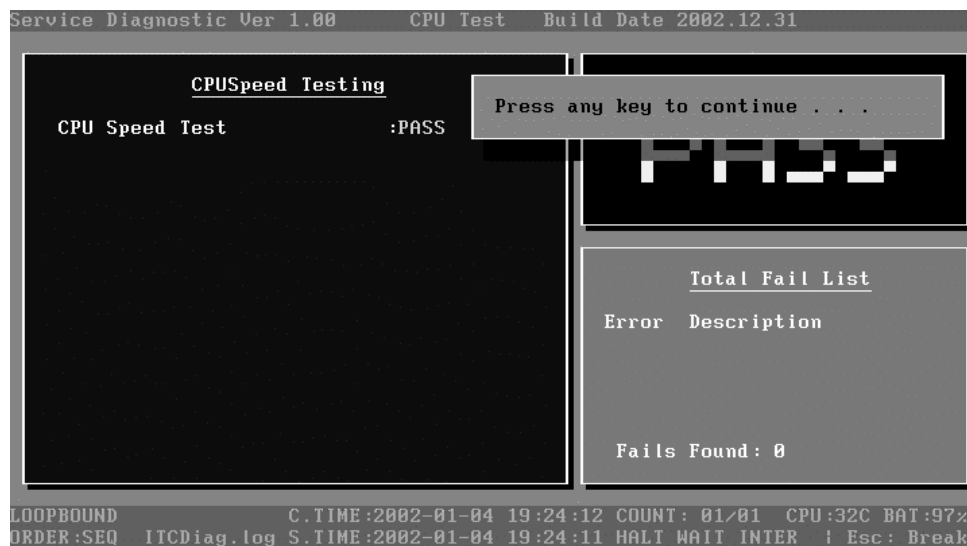 Service Diagnostic Ver 1.00 CPU Test Build Date 2002.12.31
CPUSpeed Testing
CPU Speed Test :PASS
Press any key to continue . . .
PASS
Total Fail List
Error Description
Fails Found: 0
LOOPBOUND C.TIME:2002-01-04 19:24:12 COUNT: 01/01 CPU:32C BAT:97%
ORDER:SEQ ITCDiag.log S.TIME:2002-01-04 19:24:11 HALT WAIT INTER | Esc: Break